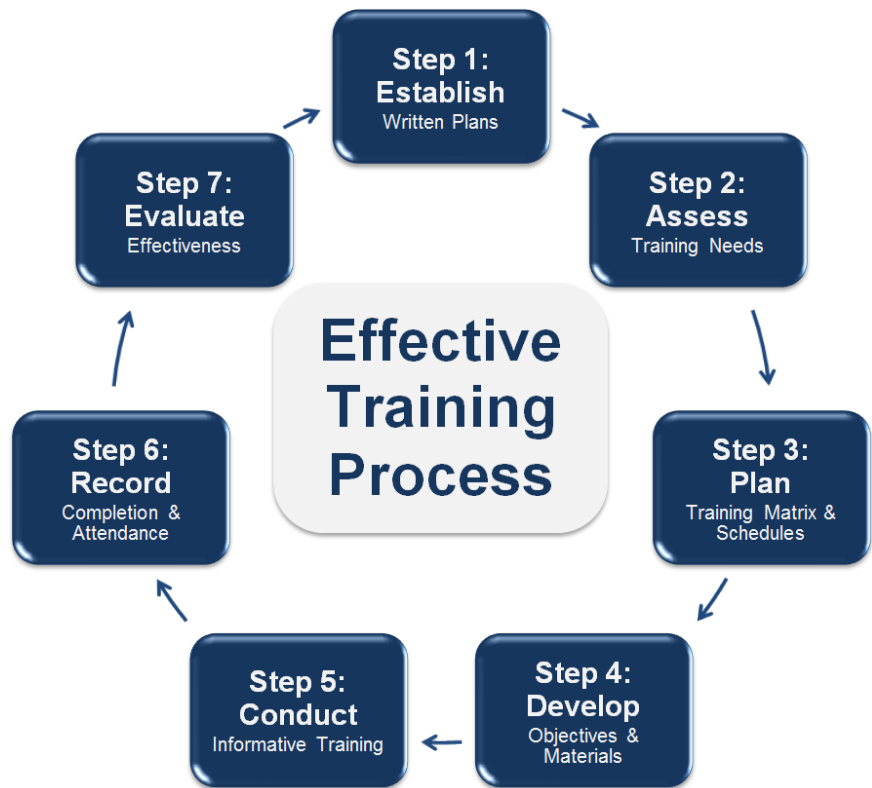 Step 1:
Establish
Written Plans
Step 2:
Assess
Training Needs
Step 3:
Plan
Training Matrix &
Schedules
Step 4:
Develop
Objectives &
Materials
Step 5:
Conduct
Informative Training
Step 6:
Record
Completion &
Attendance
Step 7:
Evaluate
Effectiveness
Effective
Training
Process